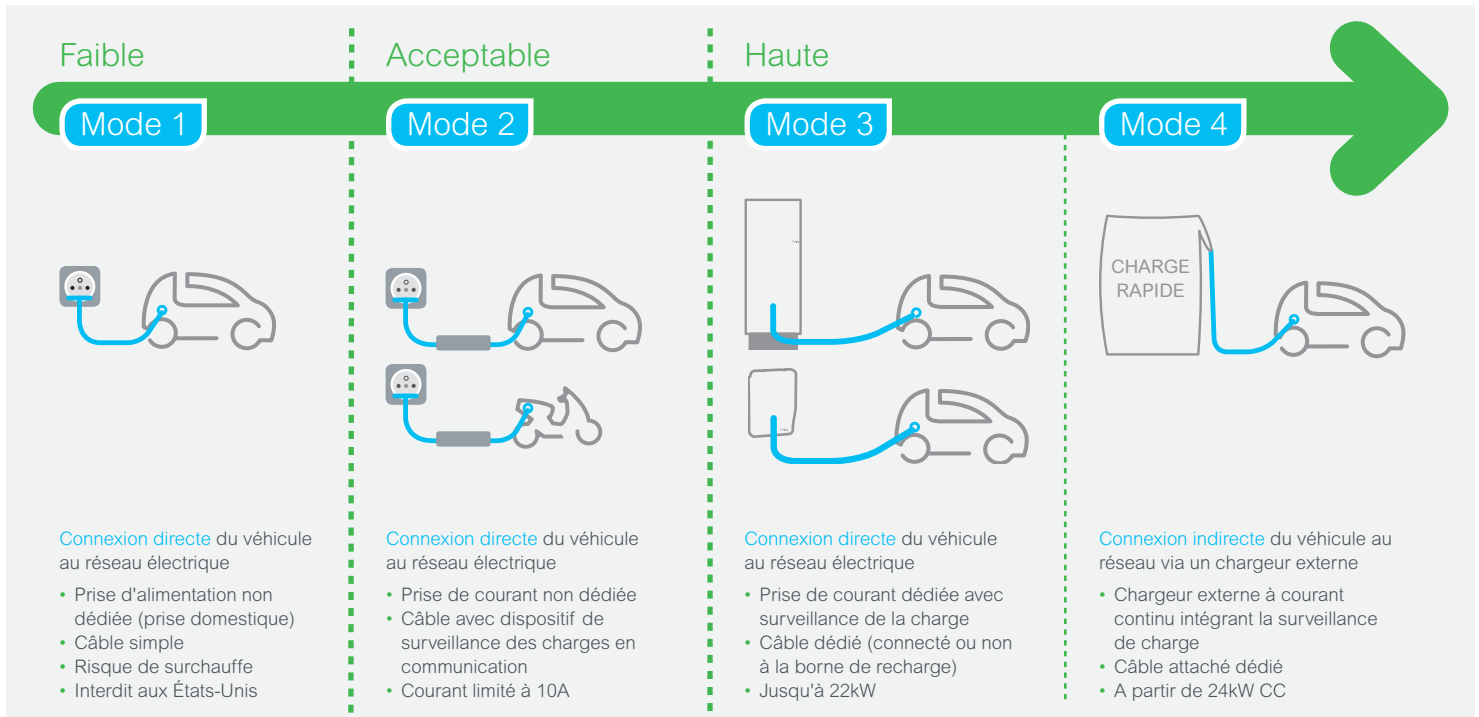 Faible
Acceptable
Haute
Mode 1
Mode 2
Mode 3
Mode 4
CHARGE
RAPIDE
Connexion directe du véhicule
au réseau électrique
• Prise d'alimentation non
dédiée (prise domestique)
• Câble simple
• Risque de surchauffe
• Interdit aux États-Unis
Connexion directe du véhicule
au réseau électrique
• Prise de courant non dédiée
• Câble avec dispositif de
surveillance des charges en
communication
• Courant limité à 10A
Connexion directe du véhicule
au réseau électrique
• Prise de courant dédiée avec
surveillance de la charge
• Câble dédié (connecté ou non
à la borne de recharge)
• Jusqu'à 22kW
Connexion indirecte du véhicule au
réseau via un chargeur externe
• Chargeur externe à courant
continu intégrant la surveillance
de charge
• Câble attaché dédié
• A partir de 24kW CC